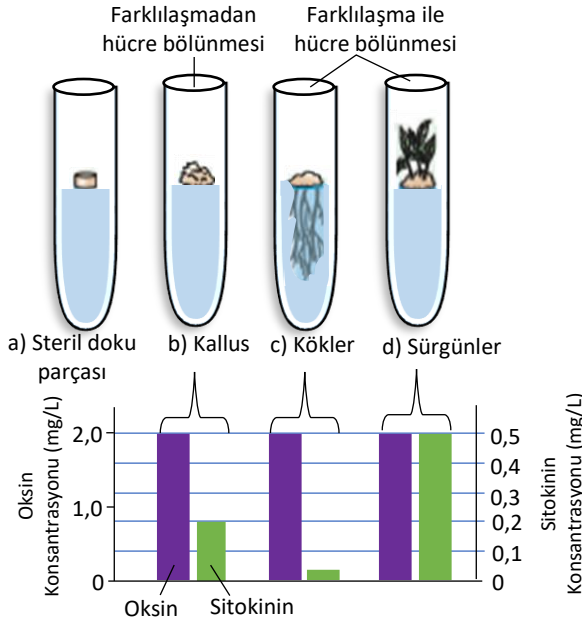 Farklılaşmadan
hücre bölünmesi
Farklılaşma ile
hücre bölünmesi
a) Steril doku
parçası
b) Kallus
c) Kökler
d) Sürgünler
Oksin
Konsantrasyonu (mg/L)
2,0
1,0
0
0,5
0,4
0,3
0,2
0,1
0
Sitokinin
Konsantrasyonu (mg/L)
Oksin
Sitokinin